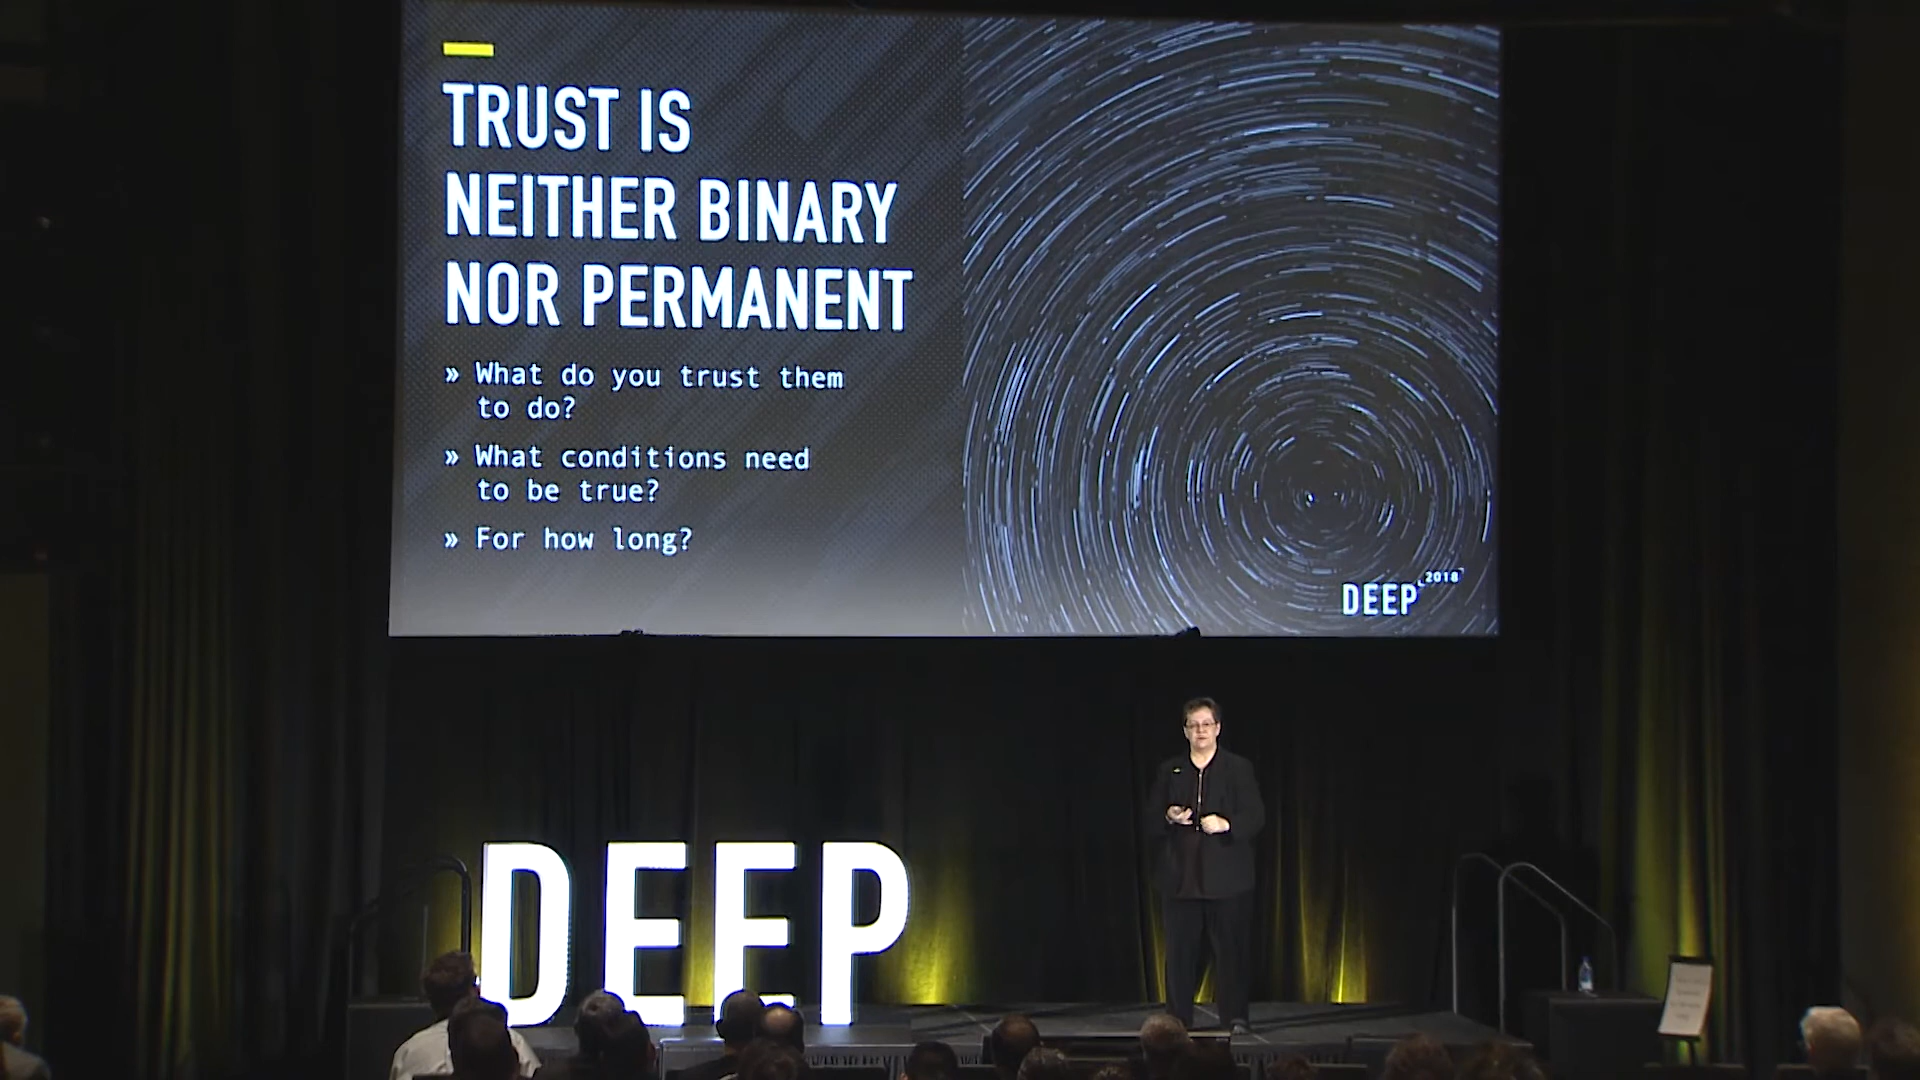 TRUST IS
NEITHER BINARY
NOR PERMANENT
» What do you trust them
to do?
» What conditions need
to be true?
» For how long?
DEEP 2018
DEEP